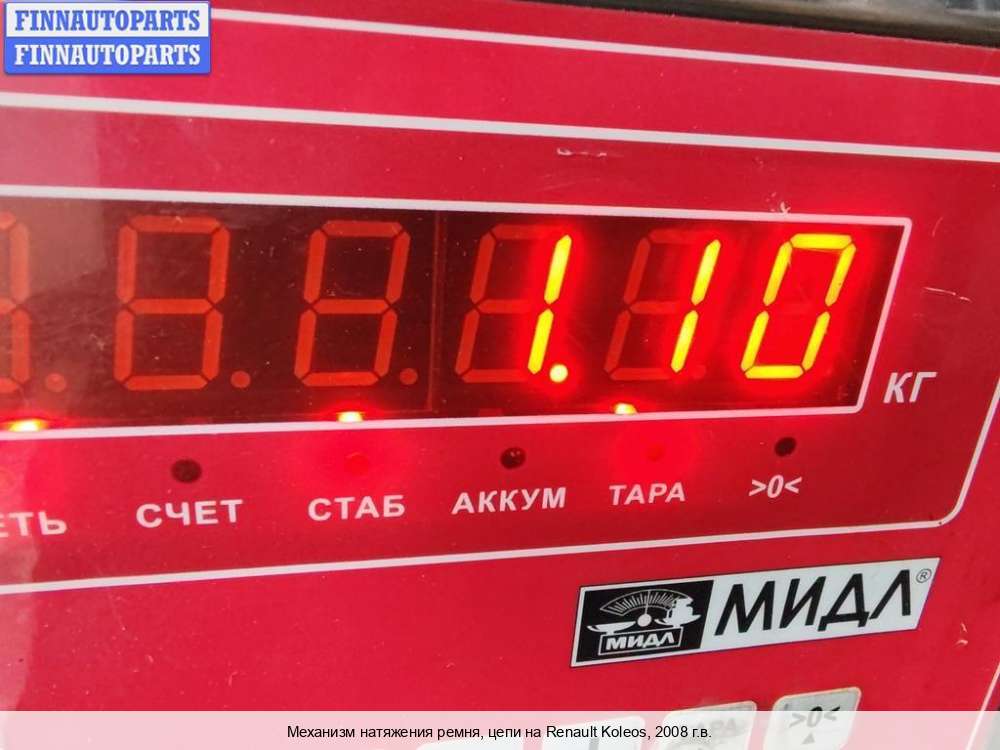 FINNAUTOPARTS
FINNAUTOPARTS
1.10
КГ
СЧЕТ СТАБ АККУМ ТАРА >0<
МИДЛ МИДЛ®
>0<
Механизм натяжения ремня, цепи на Renault Koleos, 2008 г.в.